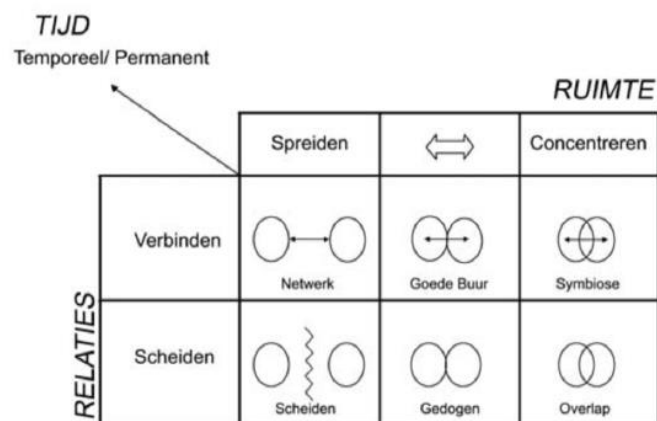 TIJD
Temporeel/ Permanent
RUIMTE
Spreiden
Concentreren
RELATIES
Verbinden
Netwerk
Goede Buur
Symbiose
Scheiden
Scheiden
Gedogen
Overlap